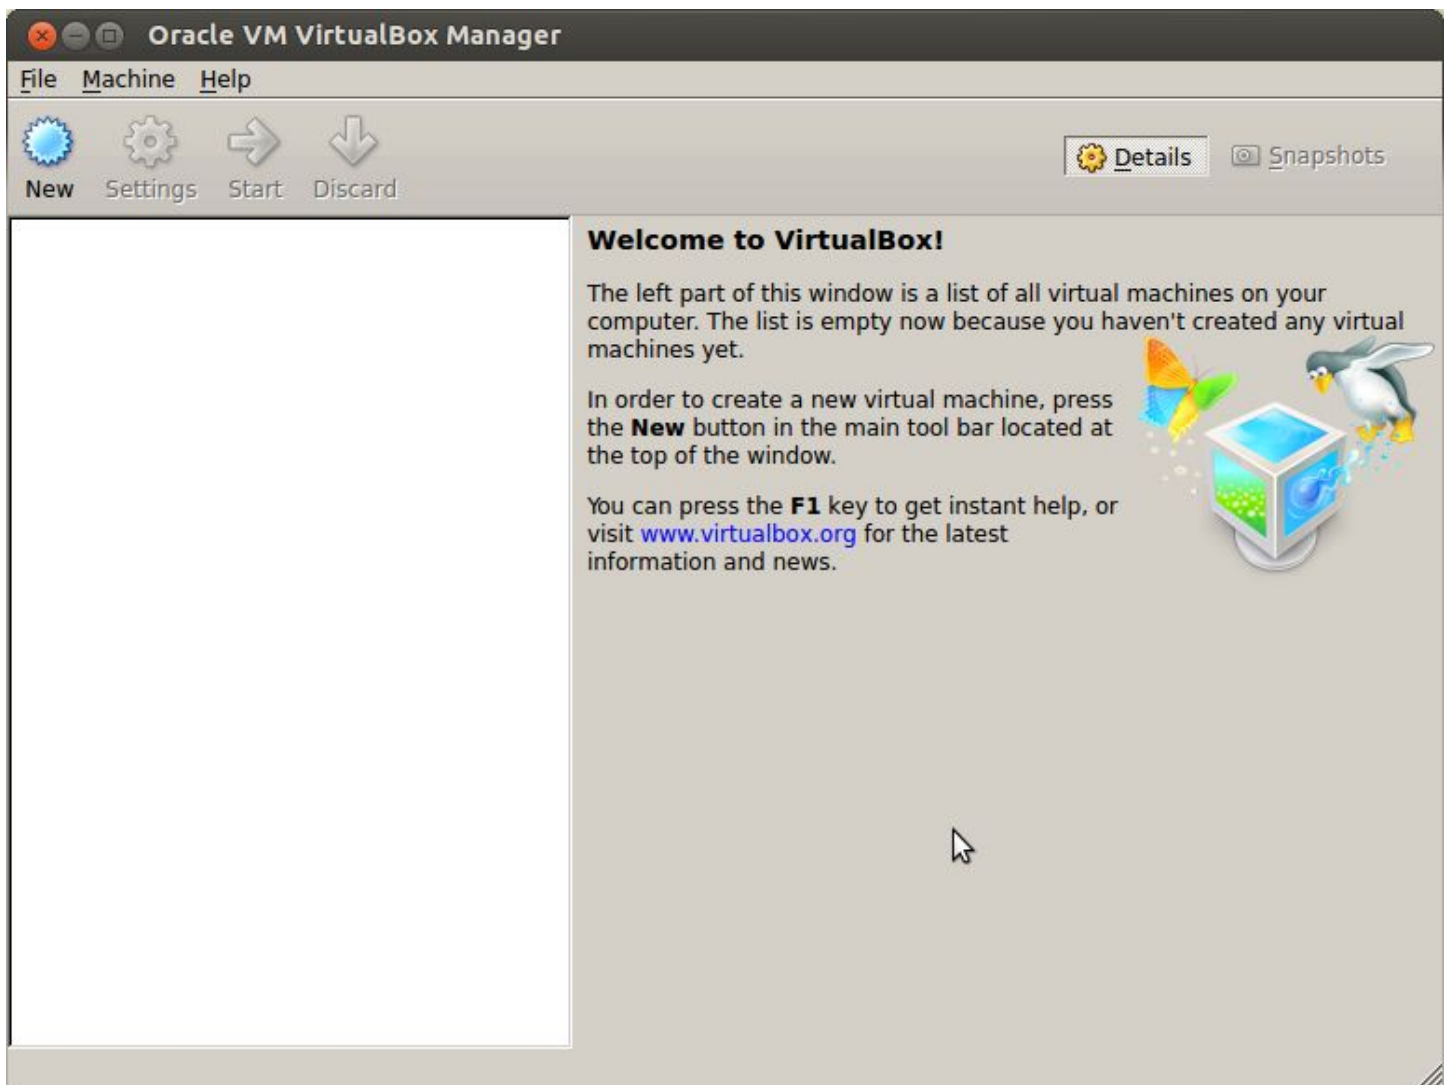 Oracle VM VirtualBox Manager
File Machine Help
New Settings Start Discard
Details Snapshots
Welcome to VirtualBox!
The left part of this window is a list of all virtual machines on your
computer. The list is empty now because you haven't created any virtual
machines yet.
In order to create a new virtual machine, press
the New button in the main tool bar located at
the top of the window.
You can press the F1 key to get instant help, or
visit www.virtualbox.org for the latest
information and news.